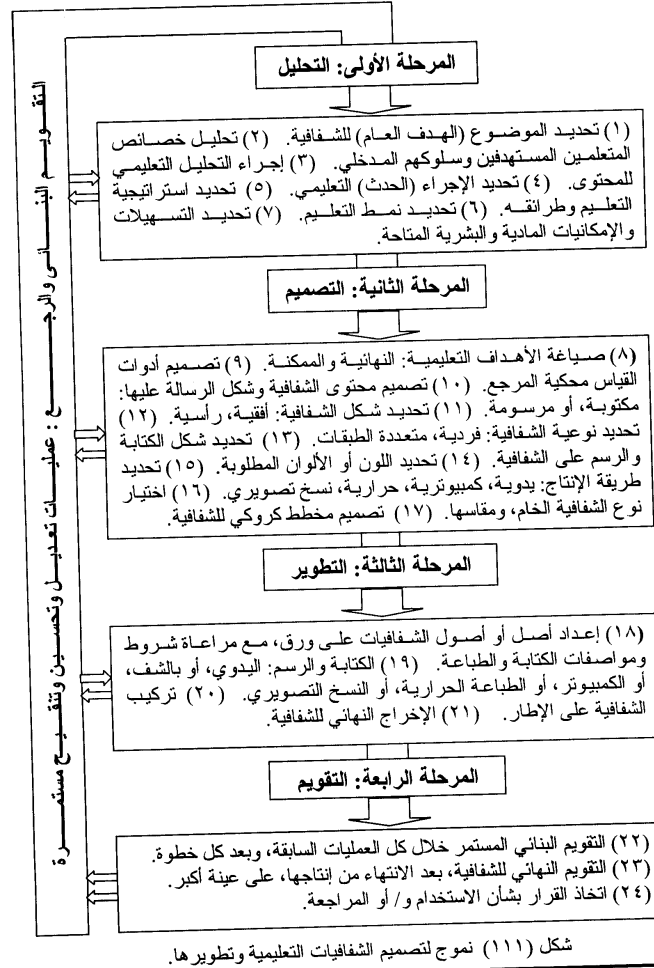 المرحلة الأولى: التحليل
(١) تحديد الموضوع (الهدف العام) للشفافية. (٢) تحليل خصائص
المتعلمين المستهدفين وسلوكهم المدخلي. (٣) إجراء التحليل التعليمي
للمحتوى. (٤) تحديد الإجراء (الحدث) التعليمي. (٥) تحديد استراتيجية
التعليم وطرائقه. (٦) تحديد نمط التعليم. (٧) تحديد التسهيلات
والإمكانيات المادية والبشرية المتاحة.
المرحلة الثانية: التصميم
(٨) صياغة الأهداف التعليمية: النهائية والممكنة. (٩) تصميم أدوات
القياس محكية المرجع. (١٠) تصميم محتوى الشفافية وشكل الرسالة عليها:
مكتوبة، أو مرسومة. (١١) تحديد شكل الشفافية: أفقية، رأسية. (١٢)
تحديد نوعية الشفافية: فردية، متعددة الطبقات. (١٣) تحديد شكل الكتابة
والرسم على الشفافية. (١٤) تحديد اللون أو الألوان المطلوبة. (١٥) تحديد
طريقة الإنتاج: يدوية، كمبيوترية، حرارية، نسخ تصويري. (١٦) اختيار
نوع الشفافية الخام، ومقاسها. (١٧) تصميم مخطط كروكي للشفافية.
المرحلة الثالثة: التطوير
(١٨) إعداد أصل أو أصول الشفافيات على ورق، مع مراعاة شروط
ومواصفات الكتابة والطباعة. (١٩) الكتابة والرسم: اليدوي، أو بالشف،
أو الكمبيوتر، أو الطباعة الحرارية، أو النسخ التصويري. (٢٠) تركيب
الشفافية على الإطار. (٢١) الإخراج النهائي للشفافية.
المرحلة الرابعة: التقويم
(٢٢) التقويم البنائي المستمر خلال كل العمليات السابقة، وبعد كل خطوة.
(٢٣) التقويم النهائي للشفافية، بعد الانتهاء من إنتاجها، على عينة أكبر.
(٢٤) اتخاذ القرار بشأن الاستخدام و/ أو المراجعة.
التقويم البنائى والرجع: عمليات تعديل وتحسين وتنقيح مستمرة
شكل (١١١) نموج لتصميم الشفافيات التعليمية وتطويرها.